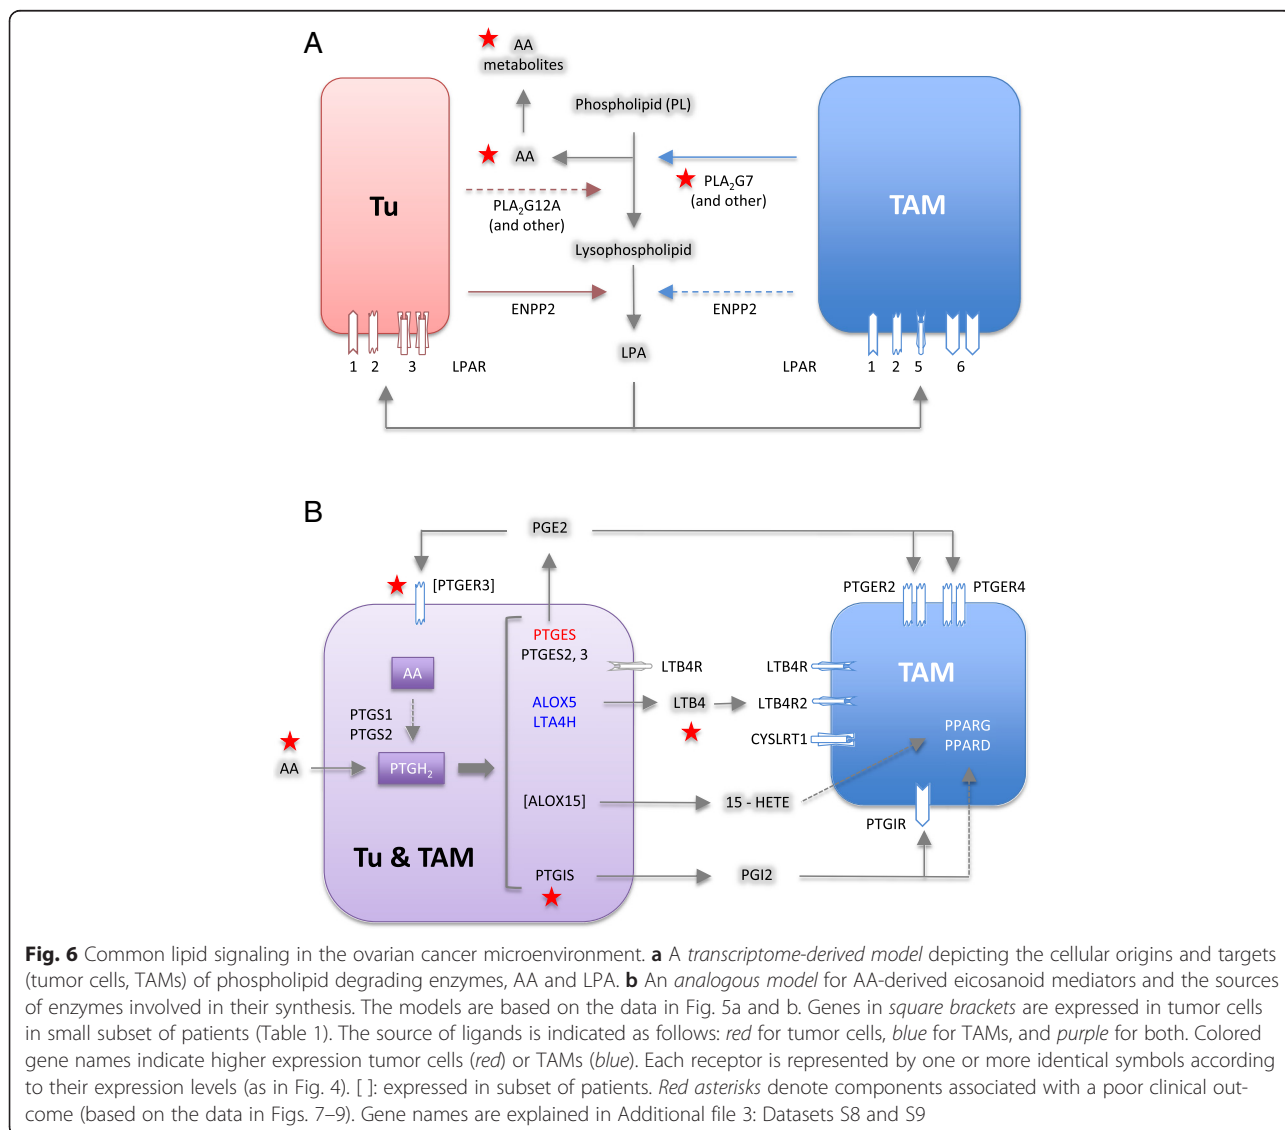 A
AA
metabolites
Phospholipid (PL)
AA
PLA2G7
(and other)
Tu
TAM
PLA2G12A
(and other)
Lysophospholipid
ENPP2
ENPP2
LPA
1 2 3 LPAR
LPAR 1 2 5 6
B
PGE2
[PTGER3]
PTGER2
PTGER4
PTGES
PTGES2, 3
LTB4R
LTB4R
TAM
AA
ALOX5
LTA4H
LTB4
LTB4R2
PTGS1
PTGS2
CYSLRT1
PPARG
PPARD
AA
PTGH2
[ALOX15]
15 - HETE
PTGIR
Tu & TAM
PTGIS
PGI2
Fig. 6 Common lipid signaling in the ovarian cancer microenvironment. a A transcriptome-derived model depicting the cellular origins and targets
(tumor cells, TAMs) of phospholipid degrading enzymes, AA and LPA. b An analogous model for AA-derived eicosanoid mediators and the sources
of enzymes involved in their synthesis. The models are based on the data in Fig. 5a and b. Genes in square brackets are expressed in tumor cells
in small subset of patients (Table 1). The source of ligands is indicated as follows: red for tumor cells, blue for TAMs, and purple for both. Colored
gene names indicate higher expression tumor cells (red) or TAMs (blue). Each receptor is represented by one or more identical symbols according
to their expression levels (as in Fig. 4). [ ]: expressed in subset of patients. Red asterisks denote components associated with a poor clinical out-
come (based on the data in Figs. 7–9). Gene names are explained in Additional file 3: Datasets S8 and S9